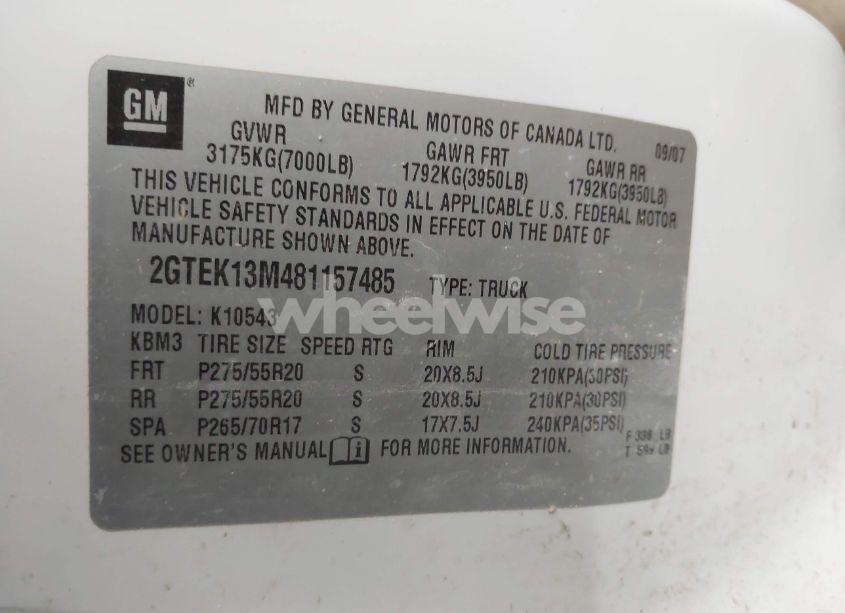 GM ®
MFD BY GENERAL MOTORS OF CANADA LTD. 09/07
GVWR GAWR FRT GAWR RR
3175KG(7000LB) 1792KG(3950LB) 1792KG(3950LB)
THIS VEHICLE CONFORMS TO ALL APPLICABLE U.S. FEDERAL MOTOR
VEHICLE SAFETY STANDARDS IN EFFECT ON THE DATE OF
MANUFACTURE SHOWN ABOVE.
2GTEK13M481157485 TYPE: TRUCK
wheelwise
MODEL: K10543
KBM3 TIRE SIZE SPEED RTG RIM COLD TIRE PRESSURE
FRT P275/55R20 S 20X8.5J 210KPA(30PSI)
RR P275/55R20 S 20X8.5J 210KPA(30PSI)
SPA P265/70R17 S 17X7.5J 240KPA(35PSI)
F 338 LB
T 599 LB
SEE OWNER'S MANUAL FOR MORE INFORMATION.